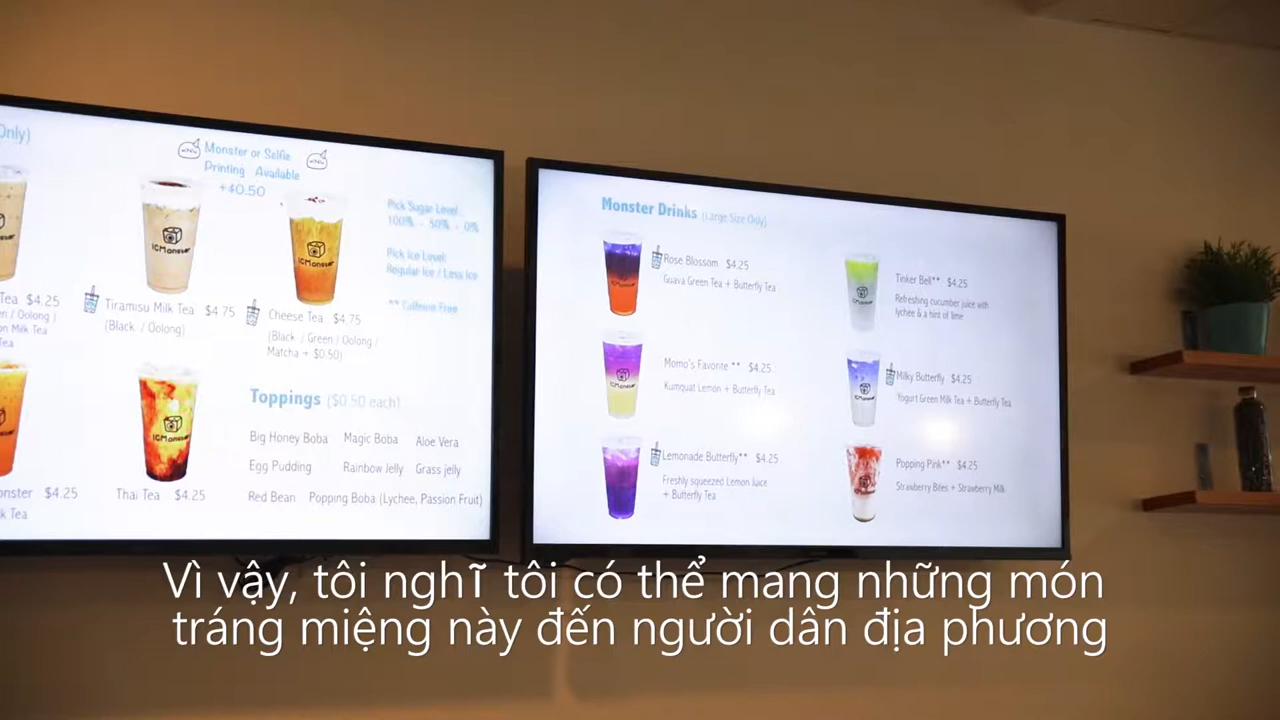 Only)
Monster or Selfie
Printing Available
+$0.50
Pick Sugar Level:
100% - 50% - 0%
Pick Ice Level:
Regular Ice / Less Ice
** Caffeine Free
ICMonster
ICMonster
Tea $4.25
/ Oolong /
Milk Tea
Tea
Tiramisu Milk Tea $4.75
(Black / Oolong)
Cheese Tea $4.75
(Black / Green / Oolong /
Matcha + $0.50)
ICMonster
Thai Tea $4.25
$4.25
Tea
Toppings ($0.50 each)
Big Honey Boba Magic Boba Aloe Vera
Egg Pudding Rainbow Jelly Grass jelly
Red Bean Popping Boba (Lychee, Passion Fruit)
Monster Drinks (Large Size Only)
Rose Blossom $4.25
Guava Green Tea + Butterfly Tea
Momo's Favorite ** $4.25
Kumquat Lemon + Butterfly Tea
Lemonade Butterfly** $4.25
Freshly squeezed Lemon Juice
+ Butterfly Tea
Tinker Bell** $4.25
Refreshing cucumber juice with
lychee & a hint of lime
Milky Butterfly $4.25
Yogurt Green Milk Tea + Butterfly Tea
Popping Pink** $4.25
Strawberry Bites + Strawberry Milk
Vì vậy, tôi nghĩ tôi có thể mang những món
tráng miệng này đến người dân địa phương